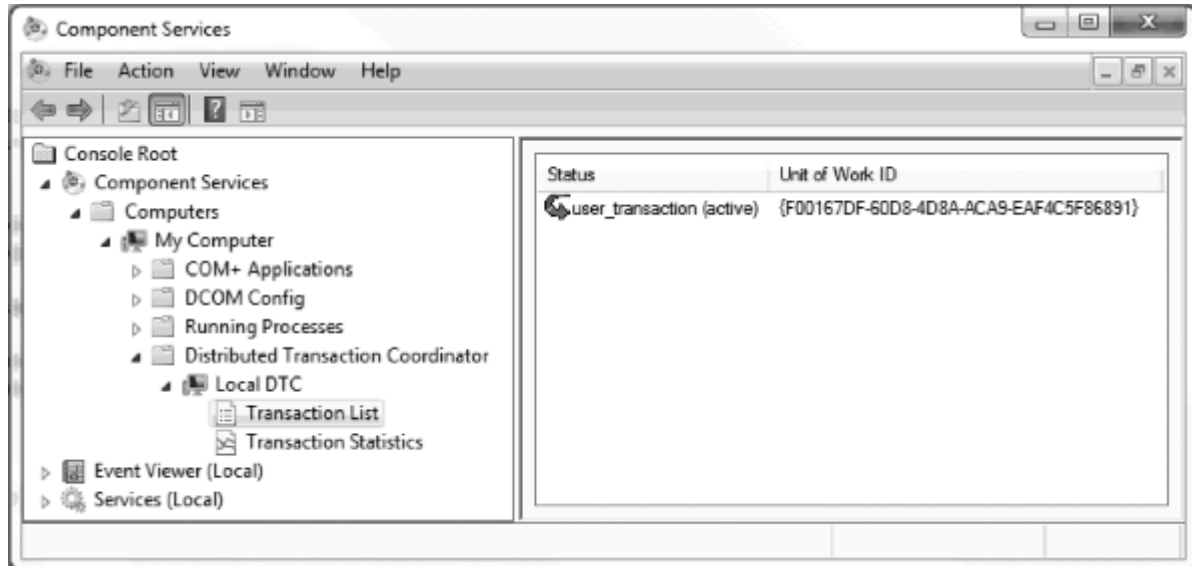 Component Services
File Action View Window Help
Console Root
Component Services
Computers
My Computer
COM+ Applications
DCOM Config
Running Processes
Distributed Transaction Coordinator
Local DTC
Transaction List
Transaction Statistics
Event Viewer (Local)
Services (Local)
Status Unit of Work ID
user_transaction (active) {F00167DF-60D8-4D8A-ACA9-EAF4C5F86891}